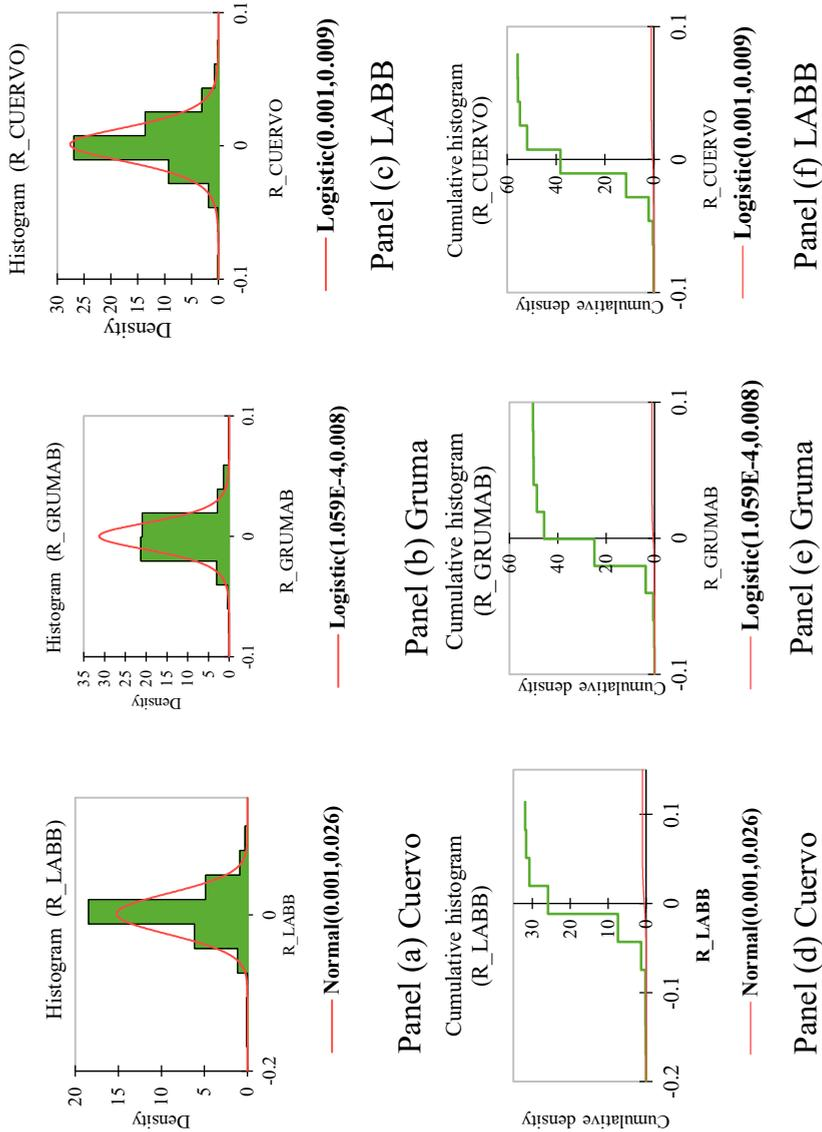 Histogram (R_LABB)
20
15
10
5
0
Density
-0.2
0
R_LABB
Normal(0.001,0.026)
Panel (a) Cuervo
Histogram (R_GRUMAB)
35
30
25
20
15
10
5
0
Density
-0.1
0
0.1
R_GRUMAB
Logistic(1.059E-4,0.008)
Panel (b) Gruma
Histogram (R_CUERVO)
30
25
20
15
10
5
0
Density
-0.1
0
0.1
R_CUERVO
Logistic(0.001,0.009)
Panel (c) LABB
Cumulative histogram
(R_LABB)
30
20
10
0
Cumulative density
-0.2
-0.1
0
0.1
R_LABB
Normal(0.001,0.026)
Panel (d) Cuervo
Cumulative histogram
(R_GRUMAB)
60
40
20
0
Cumulative density
-0.1
0
0.1
R_GRUMAB
Logistic(1.059E-4,0.008)
Panel (e) Gruma
Cumulative histogram
(R_CUERVO)
60
40
20
0
Cumulative density
-0.1
0
0.1
R_CUERVO
Logistic(0.001,0.009)
Panel (f) LABB